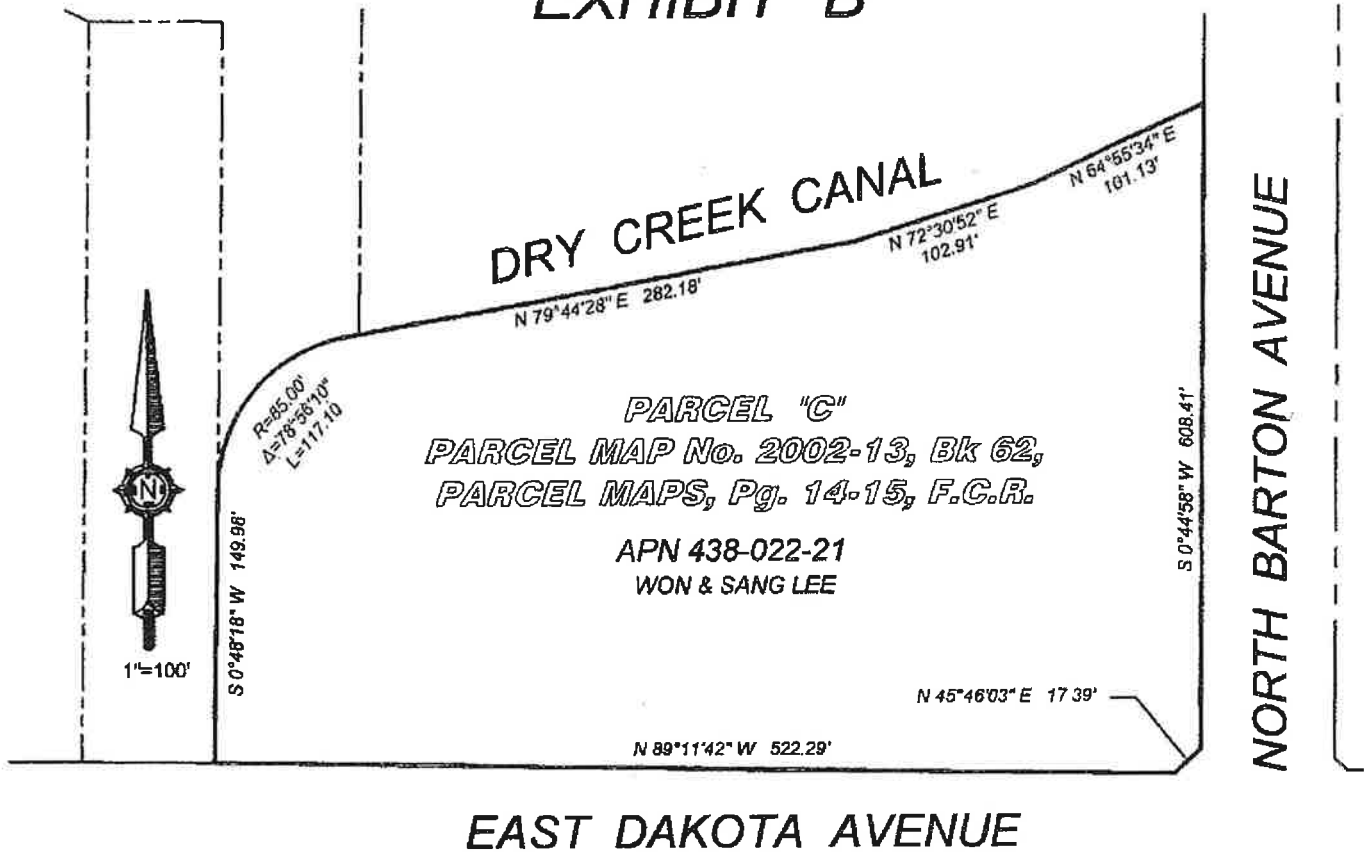 EXHIBIT "B"
DRY CREEK CANAL
N 64°55'34" E
101.13'
N 72°30'52" E
102.91'
N 79°44'28" E 282.18'
R=85.00'
Δ=78°56'10"
L=117.10
PARCEL "C"
PARCEL MAP No. 2002-13, Bk 62,
PARCEL MAPS, Pg. 14-15, F.C.R.
APN 438-022-21
WON & SANG LEE
N
1"=100'
S 0°48'18" W 149.98'
S 0°44'58" W 608.41'
NORTH BARTON AVENUE
N 45°46'03" E 17 39'
N 89°11'42" W 522.29'
EAST DAKOTA AVENUE